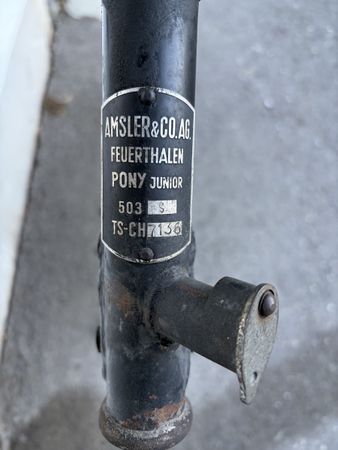 AMSLER&CO.AG.
FEUERTHALEN
PONY JUNIOR
503 S
TS-CH 7136